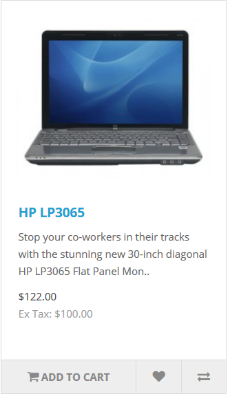 HP LP3065
Stop your co-workers in their tracks
with the stunning new 30-inch diagonal
HP LP3065 Flat Panel Mon..
$122.00
Ex Tax: $100.00
ADD TO CART